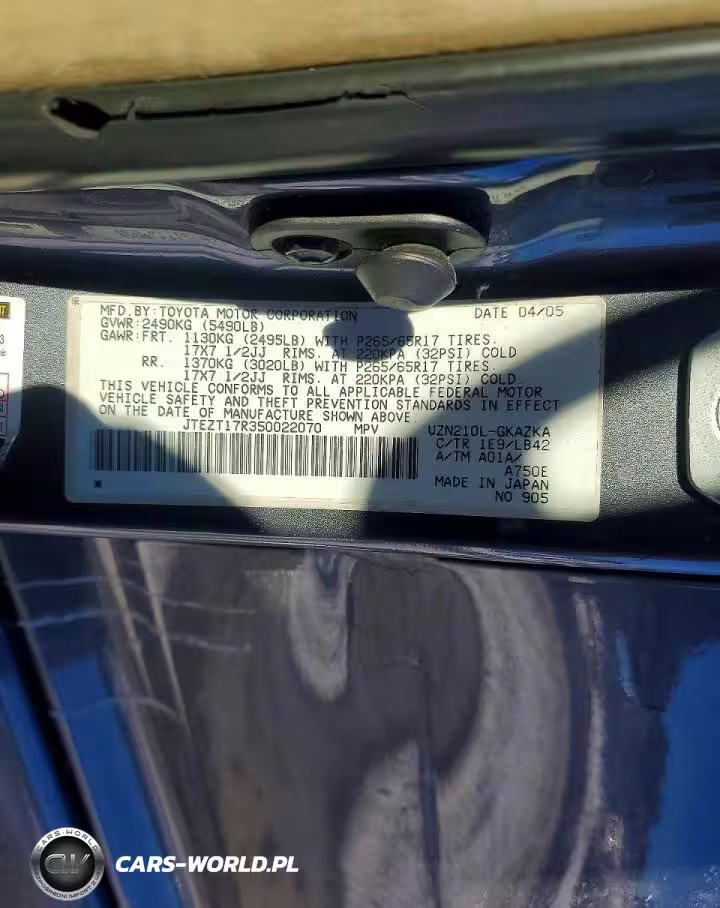 MFD.BY:TOYOTA MOTOR CORPORATION DATE 04/05
GVWR:2490KG (5490LB)
GAWR:FRT. 1130KG (2495LB) WITH P265/65R17 TIRES.
17X7 1/2JJ RIMS. AT 220KPA (32PSI) COLD
RR. 1370KG (3020LB) WITH P265/65R17 TIRES.
17X7 1/2JJ RIMS. AT 220KPA (32PSI) COLD
THIS VEHICLE CONFORMS TO ALL APPLICABLE FEDERAL MOTOR
VEHICLE SAFETY AND THEFT PREVENTION STANDARDS IN EFFECT
ON THE DATE OF MANUFACTURE SHOWN ABOVE
JTEZT17R350022070 MPV UZN210L-GKAZKA
C/TR 1E9/LB42
A/TM A01A/
A750E
MADE IN JAPAN
NO 905
CARS-WORLD
CW
CARS-WORLD.PL